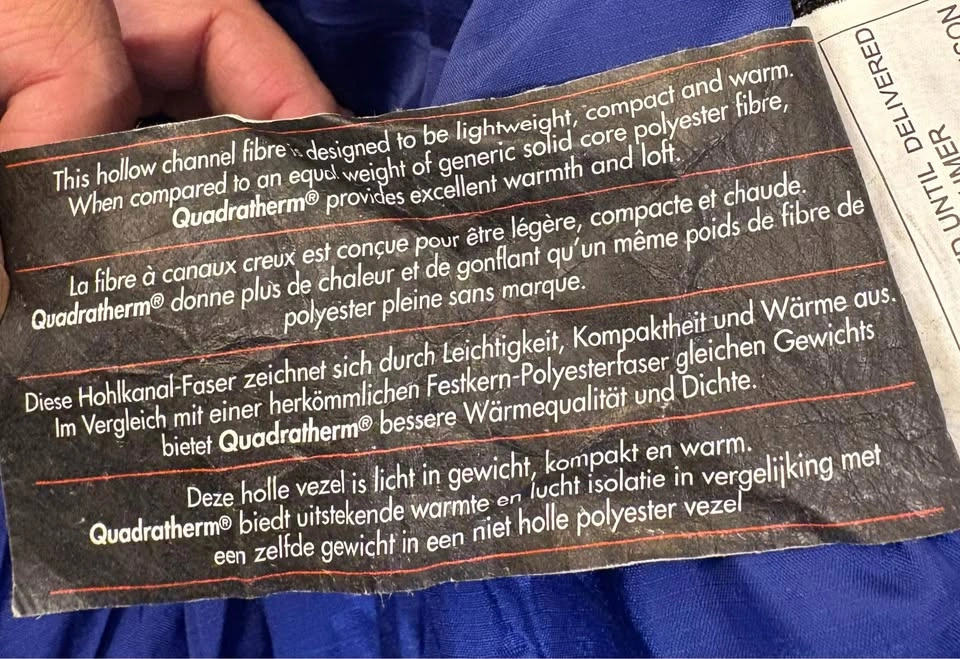 This hollow channel fibre is designed to be lightweight, compact and warm.
When compared to an equal weight of generic solid core polyester fibre,
Quadratherm® provides excellent warmth and loft.
La fibre à canaux creux est conçue pour être légère, compacte et chaude.
Quadratherm® donne plus de chaleur et de gonflant qu'un même poids de fibre de
polyester pleine sans marque.
Diese Hohlkanal-Faser zeichnet sich durch Leichtigkeit, Kompaktheit und Wärme aus.
Im Vergleich mit einer herkömmlichen Festkern-Polyesterfaser gleichen Gewichts
bietet Quadratherm® bessere Wärmequalität und Dichte.
Deze holle vezel is licht in gewicht, kompakt en warm.
Quadratherm® biedt uitstekende warmte en lucht isolatie in vergelijking met
een zelfde gewicht in een niet holle polyester vezel
UNTIL DELIVERED